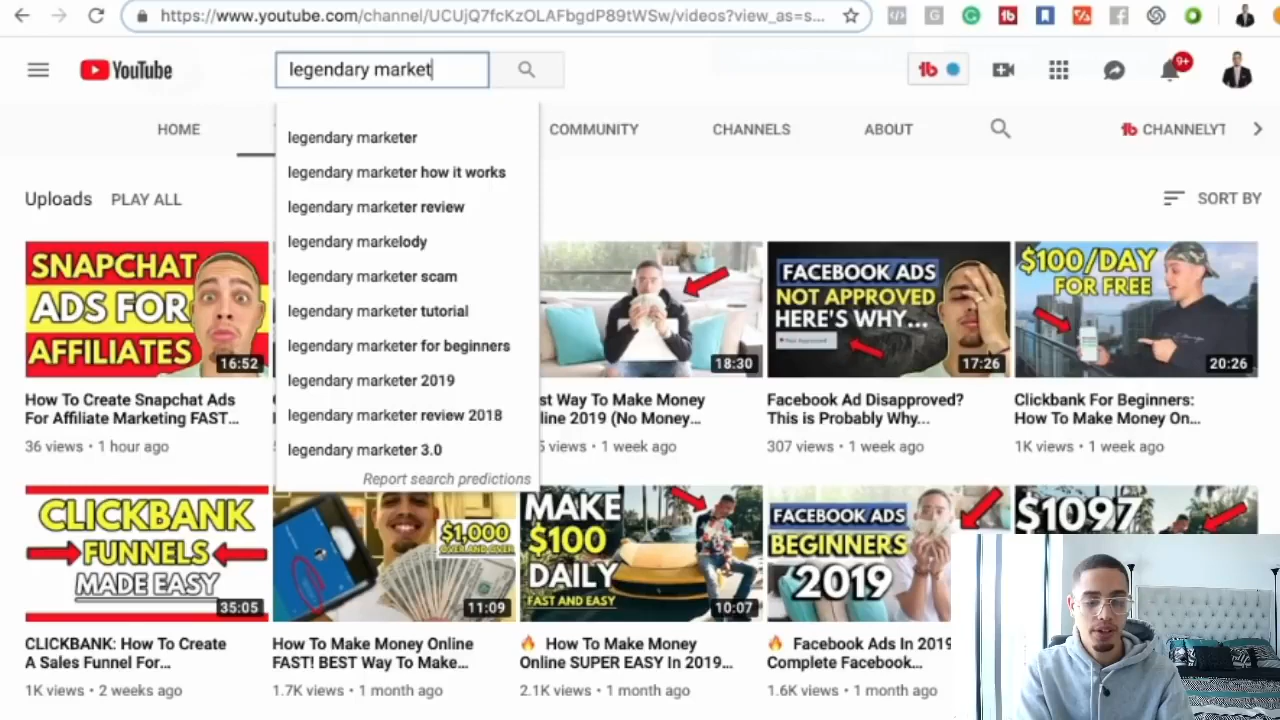 https://www.youtube.com/channel/UCUjQ7fcKzOLAFbgdP89tWSw/videos?view_as=s...
YouTube
legendary market
9+
HOME
COMMUNITY
CHANNELS
ABOUT
CHANNELYT
legendary marketer
legendary marketer how it works
legendary marketer review
legendary markelody
legendary marketer scam
legendary marketer tutorial
legendary marketer for beginners
legendary marketer 2019
legendary marketer review 2018
legendary marketer 3.0
Report search predictions
Uploads
PLAY ALL
SORT BY
SNAPCHAT
ADS FOR
AFFILIATES
16:52
18:30
FACEBOOK ADS
NOT APPROVED
HERE'S WHY...
17:26
$100/DAY
FOR FREE
20:26
How To Create Snapchat Ads
For Affiliate Marketing FAST...
36 views • 1 hour ago
st Way To Make Money
line 2019 (No Money...
5 views • 1 week ago
Facebook Ad Disapproved?
This is Probably Why...
307 views • 1 week ago
Clickbank For Beginners:
How To Make Money On...
1K views • 1 week ago
CLICKBANK
FUNNELS
MADE EASY
35:05
$1,000
OVER AND OVER
11:09
MAKE
$100
DAILY
FAST AND EASY
10:07
FACEBOOK ADS
BEGINNERS
2019
$1097
CLICKBANK: How To Create
A Sales Funnel For...
1K views • 2 weeks ago
How To Make Money Online
FAST! BEST Way To Make...
1.7K views • 1 month ago
How To Make Money
Online SUPER EASY In 2019...
2.1K views • 1 month ago
Facebook Ads In 2019
Complete Facebook...
1.6K views • 1 month ago